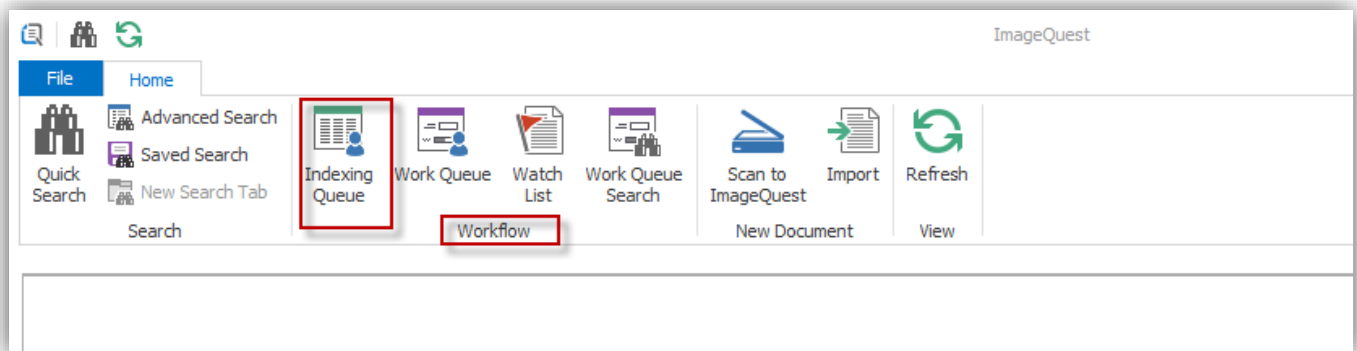 ImageQuest
File Home
Quick
Search
Advanced Search
Saved Search
New Search Tab
Search
Indexing
Queue
Work Queue
Watch
List
Work Queue
Search
Workflow
Scan to
ImageQuest
Import
New Document
Refresh
View